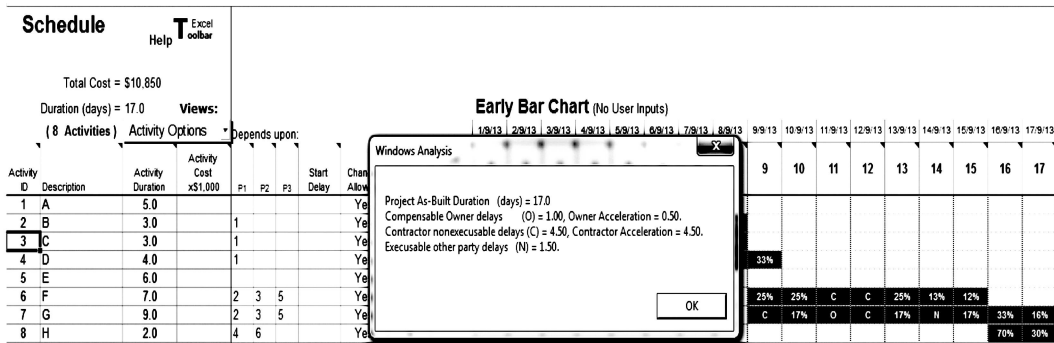 Schedule
Help T Excel oolbar
Total Cost = $10,850
Duration (days) = 17.0 Views:
( 8 Activities ) Activity Options Depends upon:
Early Bar Chart (No User Inputs)
1/9/13 2/9/13 3/9/13 4/9/13 5/9/13 6/9/13 7/9/13 8/9/13 9/9/13 10/9/13 11/9/13 12/9/13 13/9/13 14/9/13 15/9/13 16/9/13 17/9/13
Activity ID Description Activity Duration Activity Cost x$1,000 P1 P2 P3 Start Delay Chan Allow 9 10 11 12 13 14 15 16 17
1 A 5.0 Ye
2 B 3.0 1 Ye
3 C 3.0 1 Ye
4 D 4.0 1 Ye 33%
5 E 6.0 Ye
6 F 7.0 2 3 5 Ye 25% 25% C C 25% 13% 12%
7 G 9.0 2 3 5 Ye C 17% O C 17% N 17% 33% 16%
8 H 2.0 4 6 Ye 70% 30%
Windows Analysis X
Project As-Built Duration (days) = 17.0
Compensable Owner delays (O) = 1.00, Owner Acceleration = 0.50.
Contractor nonexecusable delays (C) = 4.50, Contractor Acceleration = 4.50.
Execusable other party delays (N) = 1.50.
OK